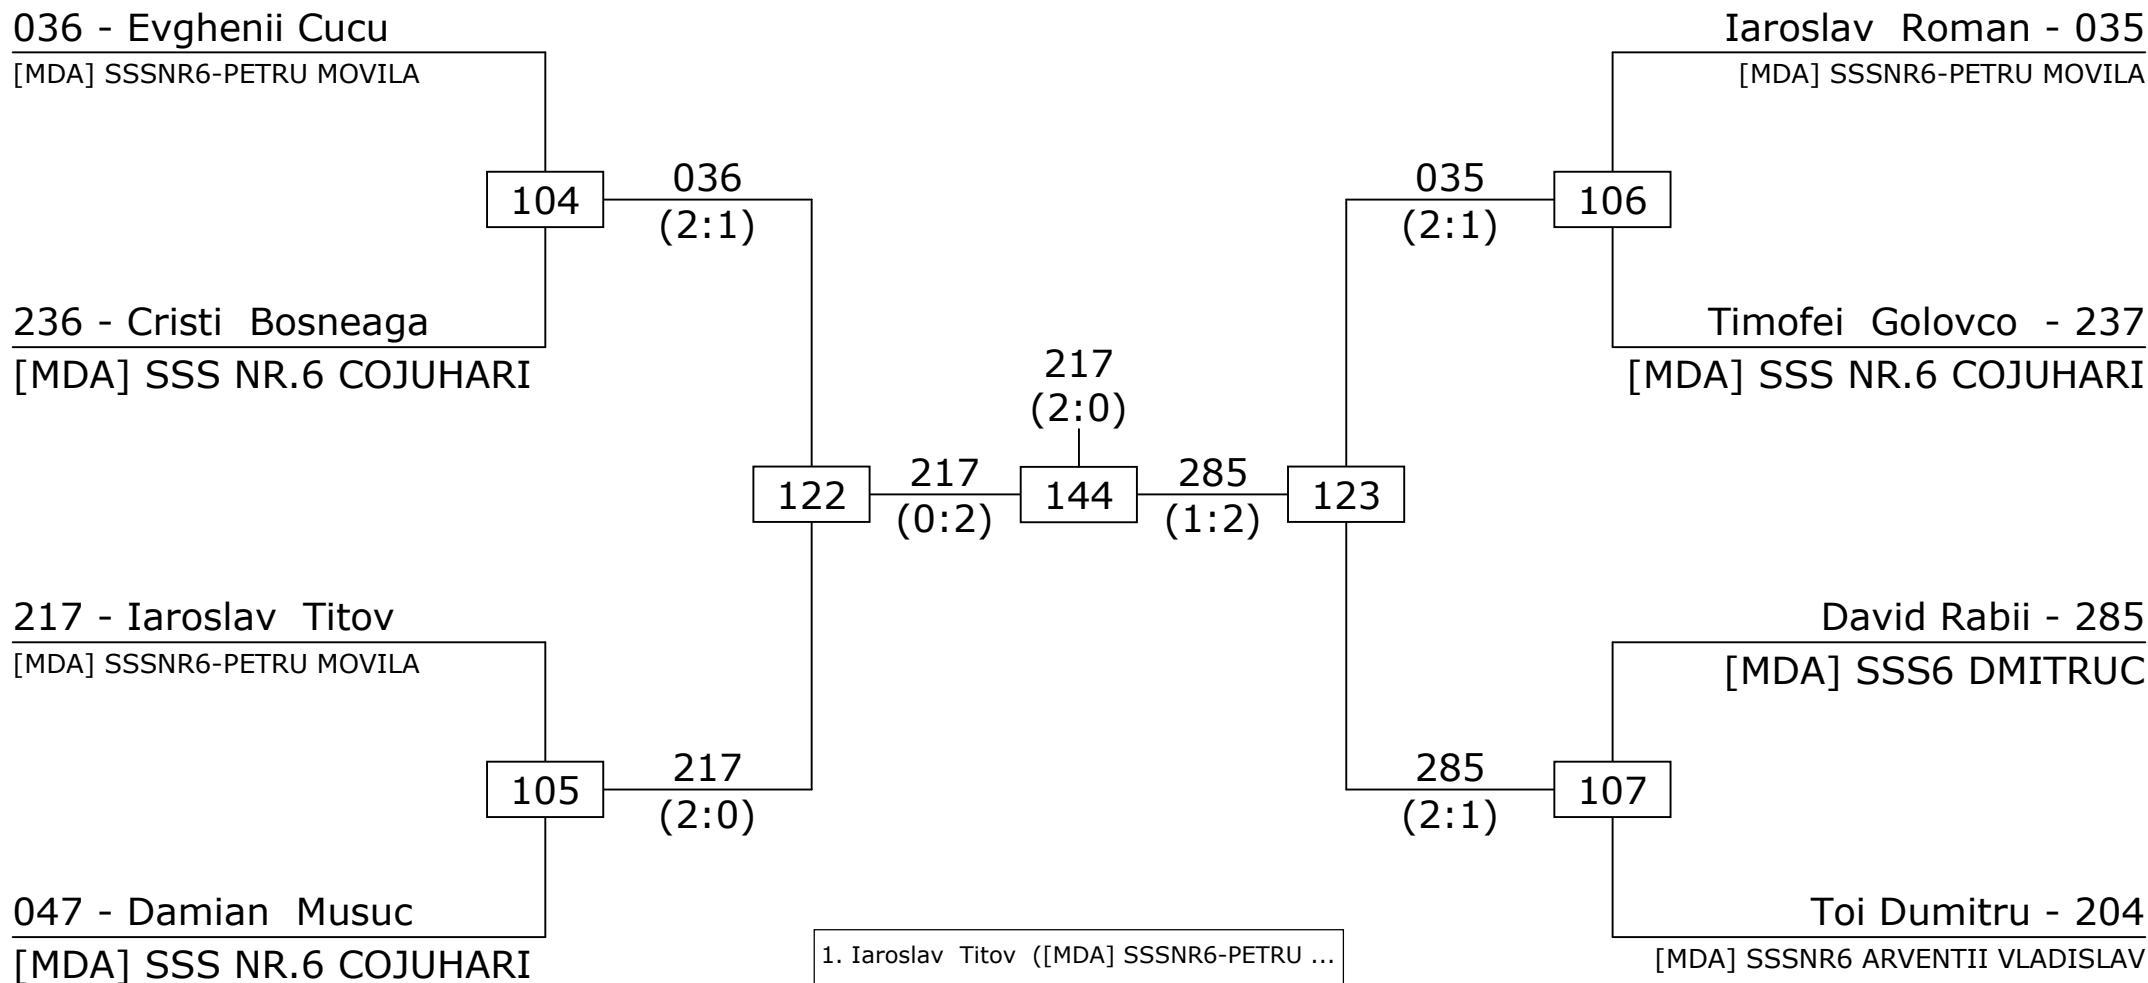 036 - Evghenii Cucu
[MDA] SSSNR6-PETRU MOVILA
Iaroslav  Roman - 035
[MDA] SSSNR6-PETRU MOVILA
104
036
(2:1)
035
(2:1)
106
236 - Cristi  Bosneaga
[MDA] SSS NR.6 COJUHARI
Timofei  Golovco  - 237
[MDA] SSS NR.6 COJUHARI
217
(2:0)
122
217
(0:2)
144
285
(1:2)
123
217 - Iaroslav  Titov
[MDA] SSSNR6-PETRU MOVILA
David Rabii - 285
[MDA] SSS6 DMITRUC
105
217
(2:0)
285
(2:1)
107
047 - Damian  Musuc
[MDA] SSS NR.6 COJUHARI
Toi Dumitru - 204
[MDA] SSSNR6 ARVENTII VLADISLAV
1. Iaroslav  Titov  ([MDA] SSSNR6-PETRU ...